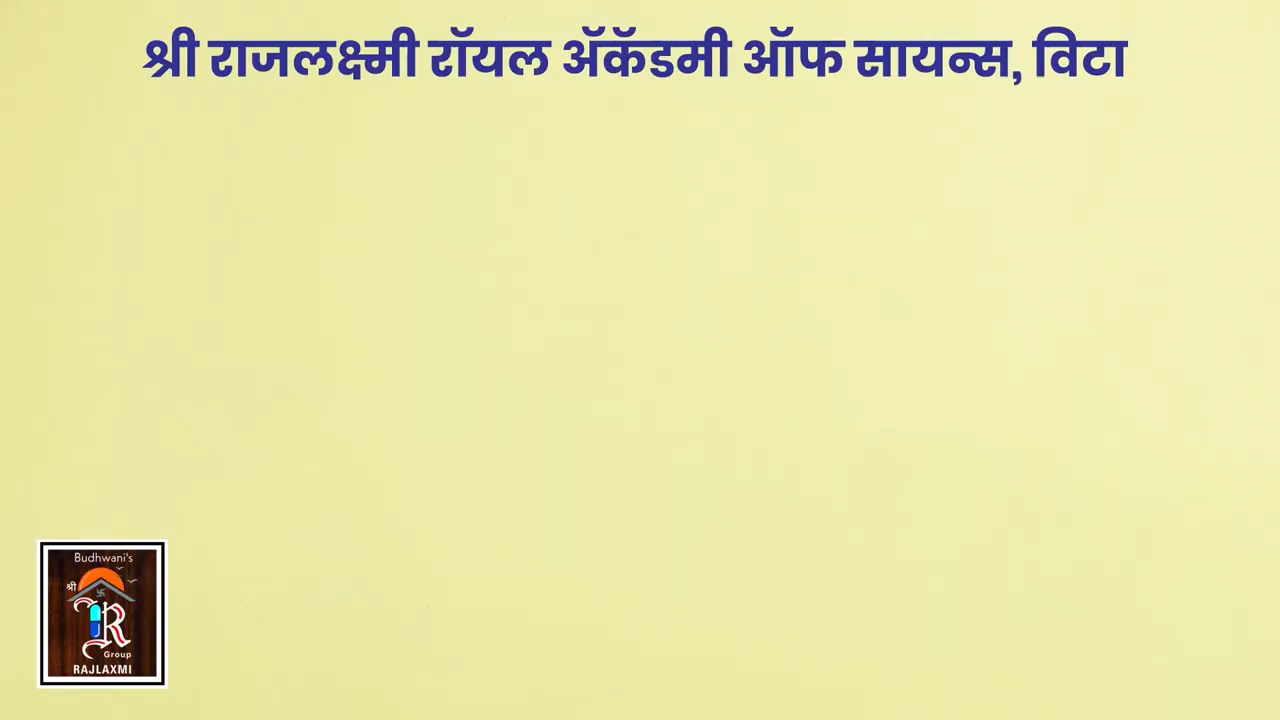 श्री राजलक्ष्मी रॉयल ॲकॅडमी ऑफ सायन्स, विटा
Budhwani's
श्री
R
Group
RAJLAXMI